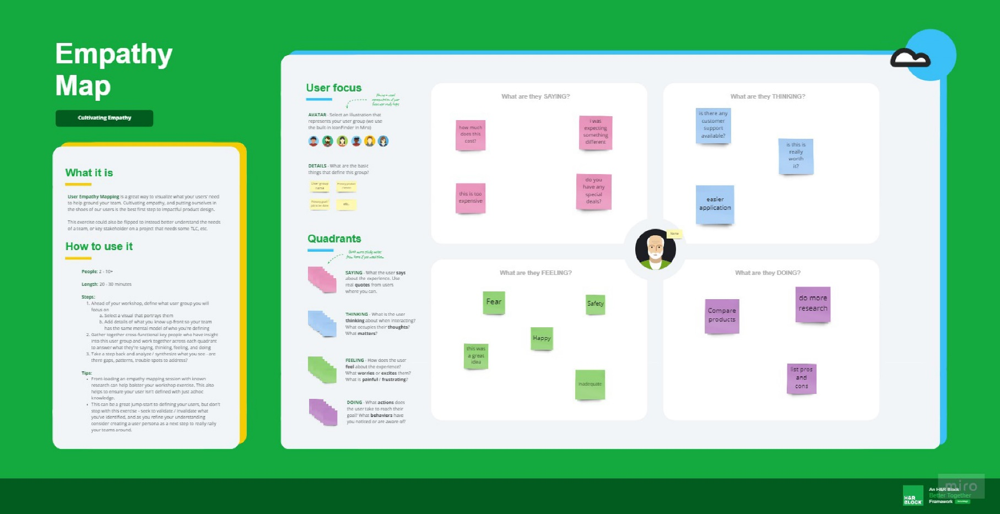 Empathy
Map
Cultivating Empathy
What it is
User Empathy Mapping is a great way to visualize what your users' need
to help ground your team. Cultivating empathy, and putting ourselves in
the shoes of our users is the best first step to impactful product design.
This exercise could also be flipped to instead better understand the needs
of a team, or key stakeholder on a project that needs some TLC, etc.
How to use it
People: 2 - 10+
Length: 20 - 30 minutes
Steps:
1. Ahead of your workshop, define what user group you will
focus on
a. Select a visual that portrays them
b. Add details of what you know up-front so your team
has the same mental model of who you're defining
2. Gather together cross-functional key people who have insight
into this user group and work together across each quadrant
to answer what they're saying, thinking, feeling, and doing
3. Take a step back and analyze / synthesize what you see - are
there gaps, patterns, trouble spots to address?
Tips:
• Front-loading an empathy mapping session with known
research can help bolster your workshop exercise. This also
helps to ensure your user isn't defined with just adhoc
knowledge.
• This can be a great jump-start to defining your users, but don't
stop with this exercise - seek to validate / invalidate what
you've identified, and as you refine your understanding
consider creating a user persona as a next step to really rally
your teams around.
User focus
Having a visual
representation of your
focus user really helps
AVATAR - Select an illustration that
represents your user group (we use
the built-in IconFinder in Miro)
DETAILS - What are the basic
things that define this group?
User group
name
Primary goal /
job to be done
etc.
Quadrants
Grab more sticky notes
from here if you need them
SAYING - What the user says
about the experience. Use
real quotes from users
where you can.
THINKING - What is the user
thinking about when interacting?
What occupies their thoughts?
What matters?
FEELING - How does the user
feel about the experience?
What worries or excites them?
What is painful / frustrating?
DOING - What actions does
the user take to reach their
goal? What behaviors have
you noticed or are aware of?
What are they SAYING?
how much
does this
cost?
i was
expecting
something
different
this is too
expensive
do you
have any
special
deals?
What are they THINKING?
is there any
customer
support
available?
is this is
really
worth
it?
easier
application
Name
What are they FEELING?
Fear
Safety
Happy
this was
a great
idea
inadequate
What are they DOING?
Compare
products
do more
research
list pros
and
cons
H&R
BLOCK
An H&R Block
Better Together
Framework
miro